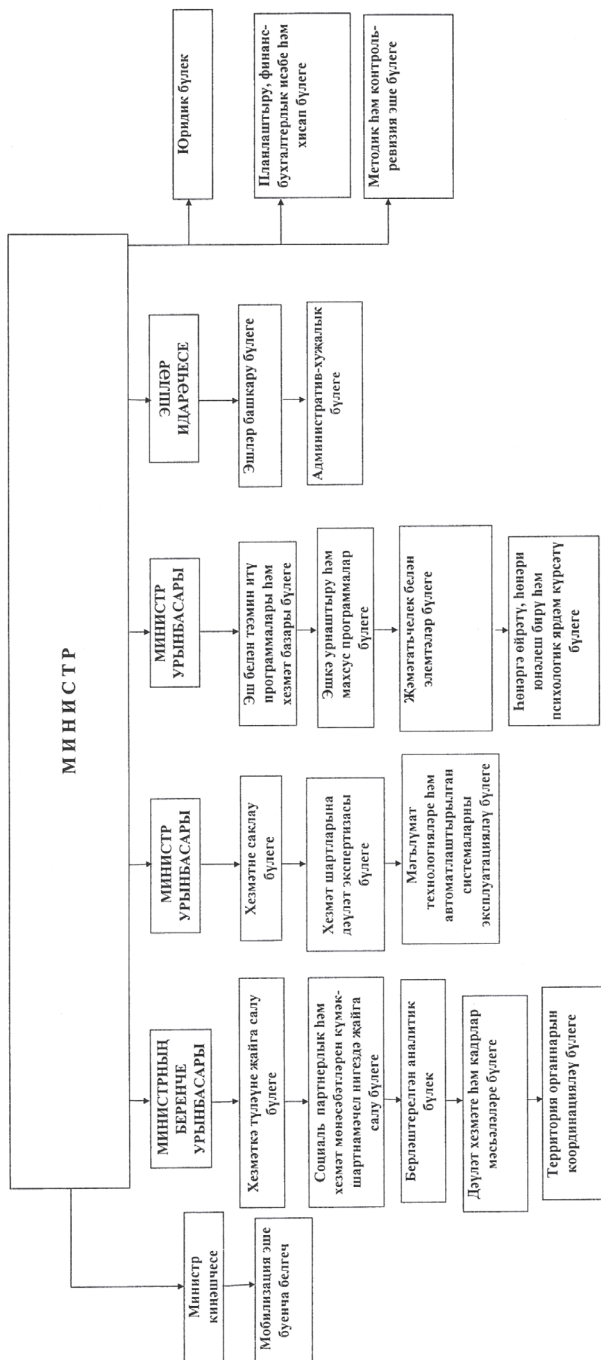 МИНИСТР
Министр
киңәшчесе
Мобилизация эше
буенча белгеч
МИНИСТРНЫҢ
БЕРЕНЧЕ
УРЫНБАСАРЫ
Хезмәткә түләүне җайга салу
бүлеге
Социаль партнерлык һәм
хезмәт мөнәсәбәтләрен күмәк-
шартнамәчел нигездә җайга
салу бүлеге
Берләштерелгән аналитик
бүлек
Дәүләт хезмәте һәм кадрлар
мәсьәләләре бүлеге
Территория органнарын
координацияләү бүлеге
МИНИСТР
УРЫНБАСАРЫ
Хезмәтне саклау
бүлеге
Хезмәт шартларына
дәүләт экспертизасы
бүлеге
Мәгълүмат
технологияләре һәм
автоматлаштырылган
системаларны
эксплуатацияләү бүлеге
МИНИСТР
УРЫНБАСАРЫ
Эш белән тәэмин итү
программалары һәм
хезмәт базары бүлеге
Эшкә урнаштыру һәм
махсус программалар
бүлеге
Җәмәгатьчелек белән
элемтәләр бүлеге
Һөнәргә өйрәтү, һөнәри
юнәлеш бирү һәм
психологик ярдәм күрсәтү
бүлеге
ЭШЛӘР
ИДАРӘЧЕСЕ
Эшләр башкару бүлеге
Административ-хуҗалык
бүлеге
Юридик бүлек
Планлаштыру, финанс-
бухгалтерлык исәбе һәм
хисап бүлеге
Методик һәм контроль-
ревизия эше бүлеге